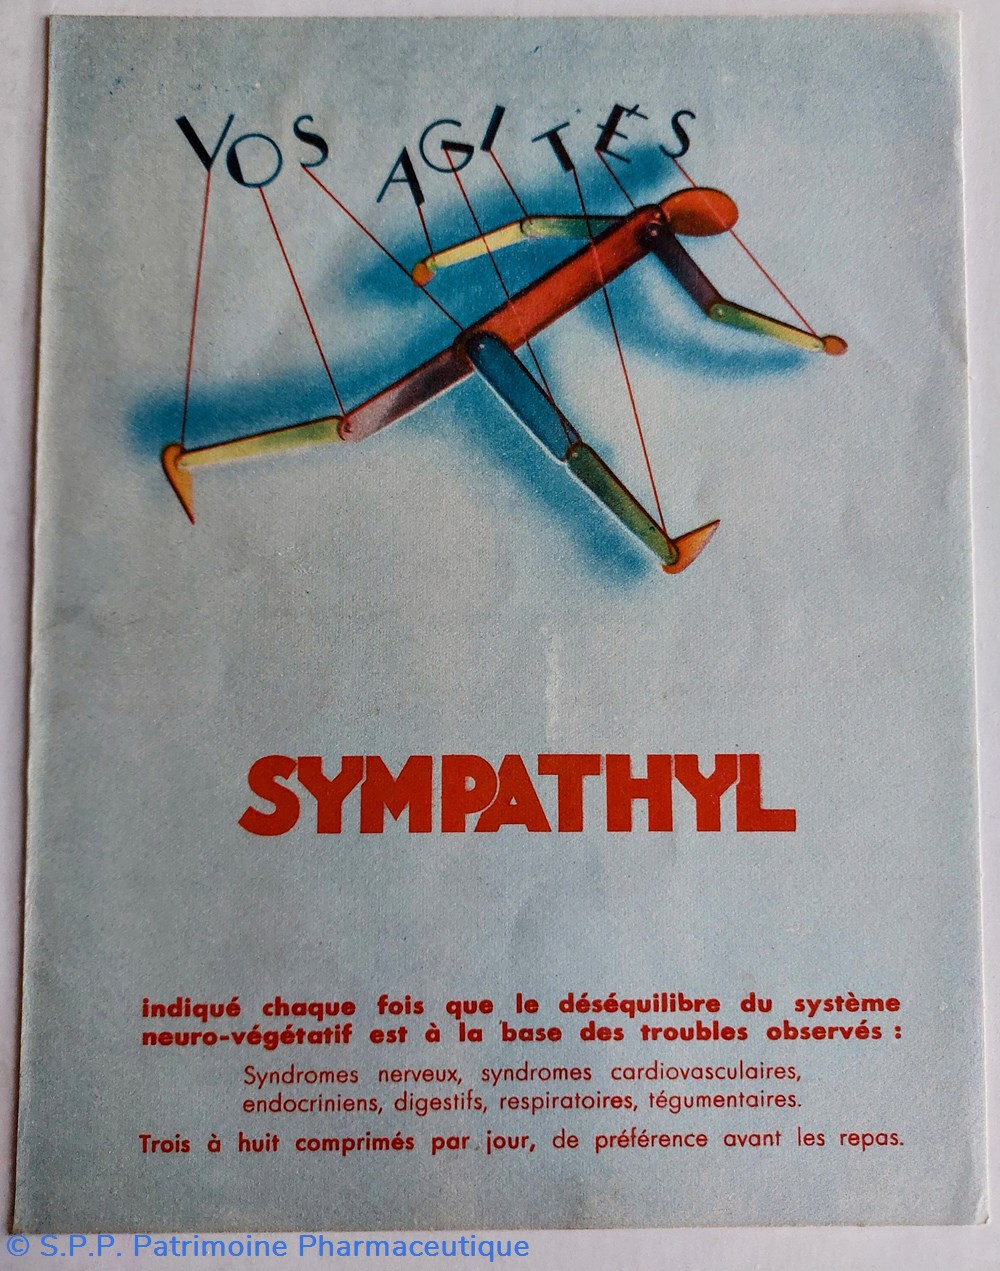 VOS AGITÉS
SYMPATHYL
indiqué chaque fois que le déséquilibre du système
neuro-végétatif est à la base des troubles observés :
Syndromes nerveux, syndromes cardiovasculaires,
endocriniens, digestifs, respiratoires, tégumentaires.
Trois à huit comprimés par jour, de préférence avant les repas.
© S.P.P. Patrimoine Pharmaceutique